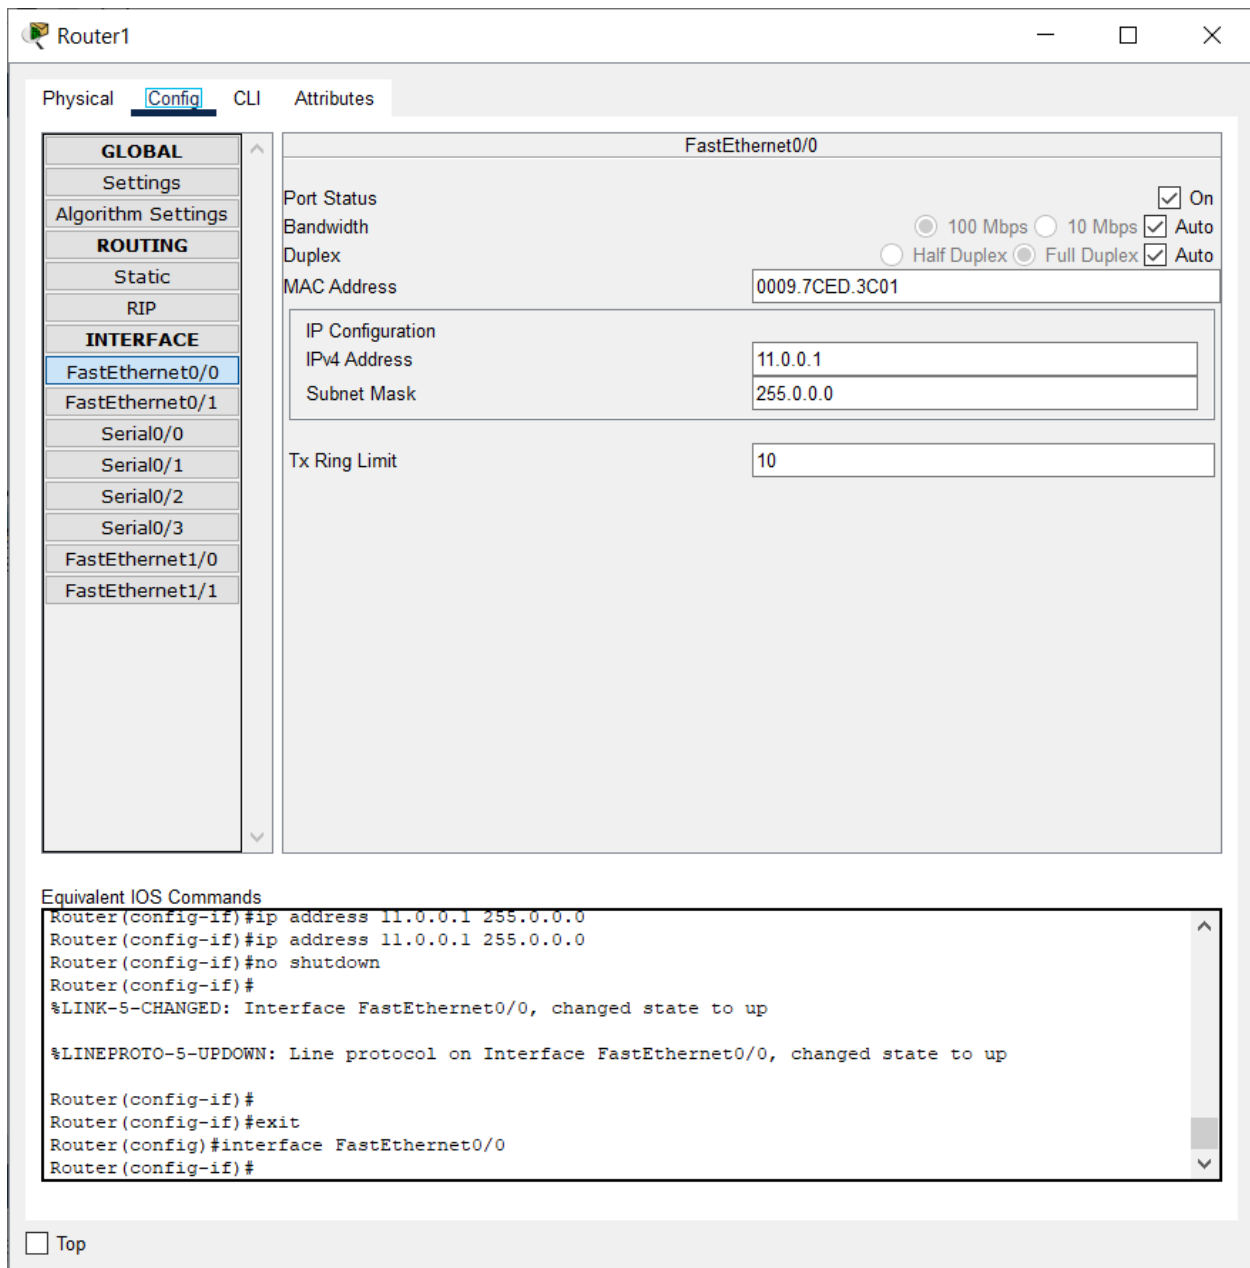 Router1
Physical Config CLI Attributes
GLOBAL
Settings
Algorithm Settings
ROUTING
Static
RIP
INTERFACE
FastEthernet0/0
FastEthernet0/1
Serial0/0
Serial0/1
Serial0/2
Serial0/3
FastEthernet1/0
FastEthernet1/1
FastEthernet0/0
Port Status On
Bandwidth 100 Mbps 10 Mbps Auto
Duplex Half Duplex Full Duplex Auto
MAC Address 0009.7CED.3C01
IP Configuration
IPv4 Address 11.0.0.1
Subnet Mask 255.0.0.0
Tx Ring Limit 10
Equivalent IOS Commands
Router(config-if)#ip address 11.0.0.1 255.0.0.0
Router(config-if)#ip address 11.0.0.1 255.0.0.0
Router(config-if)#no shutdown
Router(config-if)#
%LINK-5-CHANGED: Interface FastEthernet0/0, changed state to up
%LINEPROTO-5-UPDOWN: Line protocol on Interface FastEthernet0/0, changed state to up
Router(config-if)#
Router(config-if)#exit
Router(config)#interface FastEthernet0/0
Router(config-if)#
Top